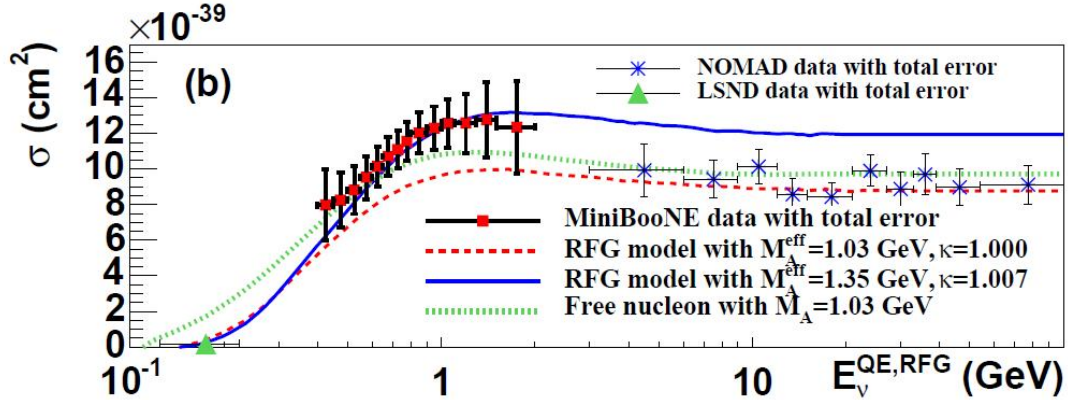 ×10⁻³⁹
σ (cm²)
16
14
12
10
8
6
4
2
0
(b)
NOMAD data with total error
LSND data with total error
MiniBooNE data with total error
RFG model with M_A^eff=1.03 GeV,κ=1.000
RFG model with M_A^eff=1.35 GeV,κ=1.007
Free nucleon with M_A=1.03 GeV
10⁻¹ 1 10 E_ν^QE,RFG (GeV)